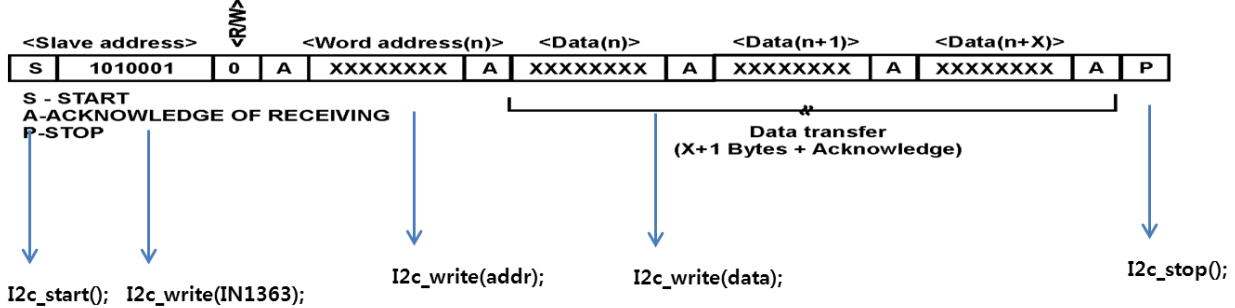 <R/W>
<Slave address> <Word address(n)> <Data(n)> <Data(n+1)> <Data(n+X)>
S 1010001 0 A XXXXXXXX A XXXXXXXX A XXXXXXXX A XXXXXXXX A P
S - START
A-ACKNOWLEDGE OF RECEIVING
P-STOP
Data transfer
(X+1 Bytes + Acknowledge)
I2c_start(); I2c_write(IN1363); I2c_write(addr); I2c_write(data); I2c_stop();